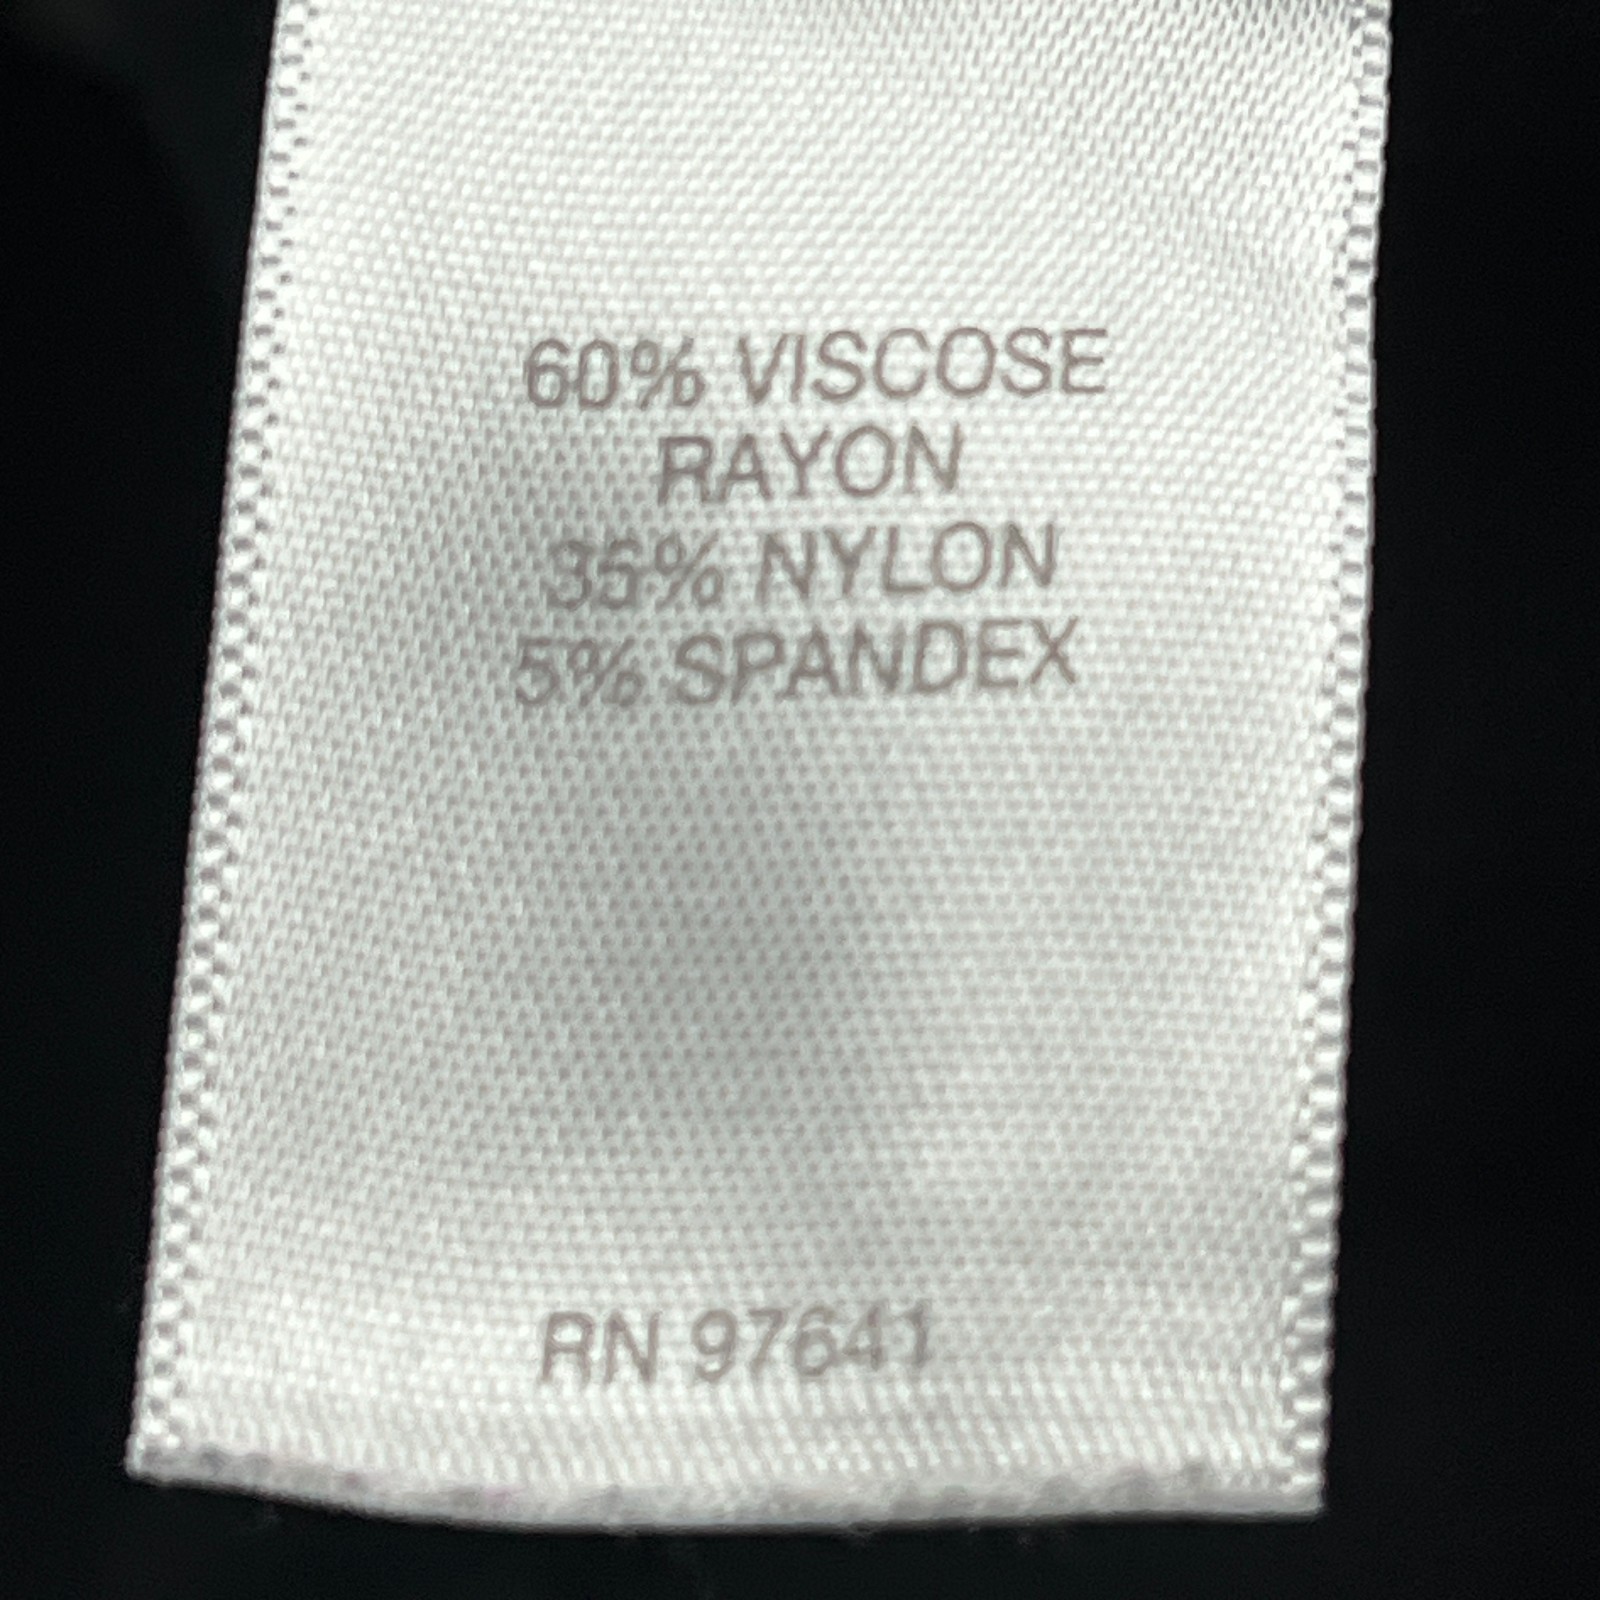 60% VISCOSE
RAYON
35% NYLON
5% SPANDEX
RN 97641